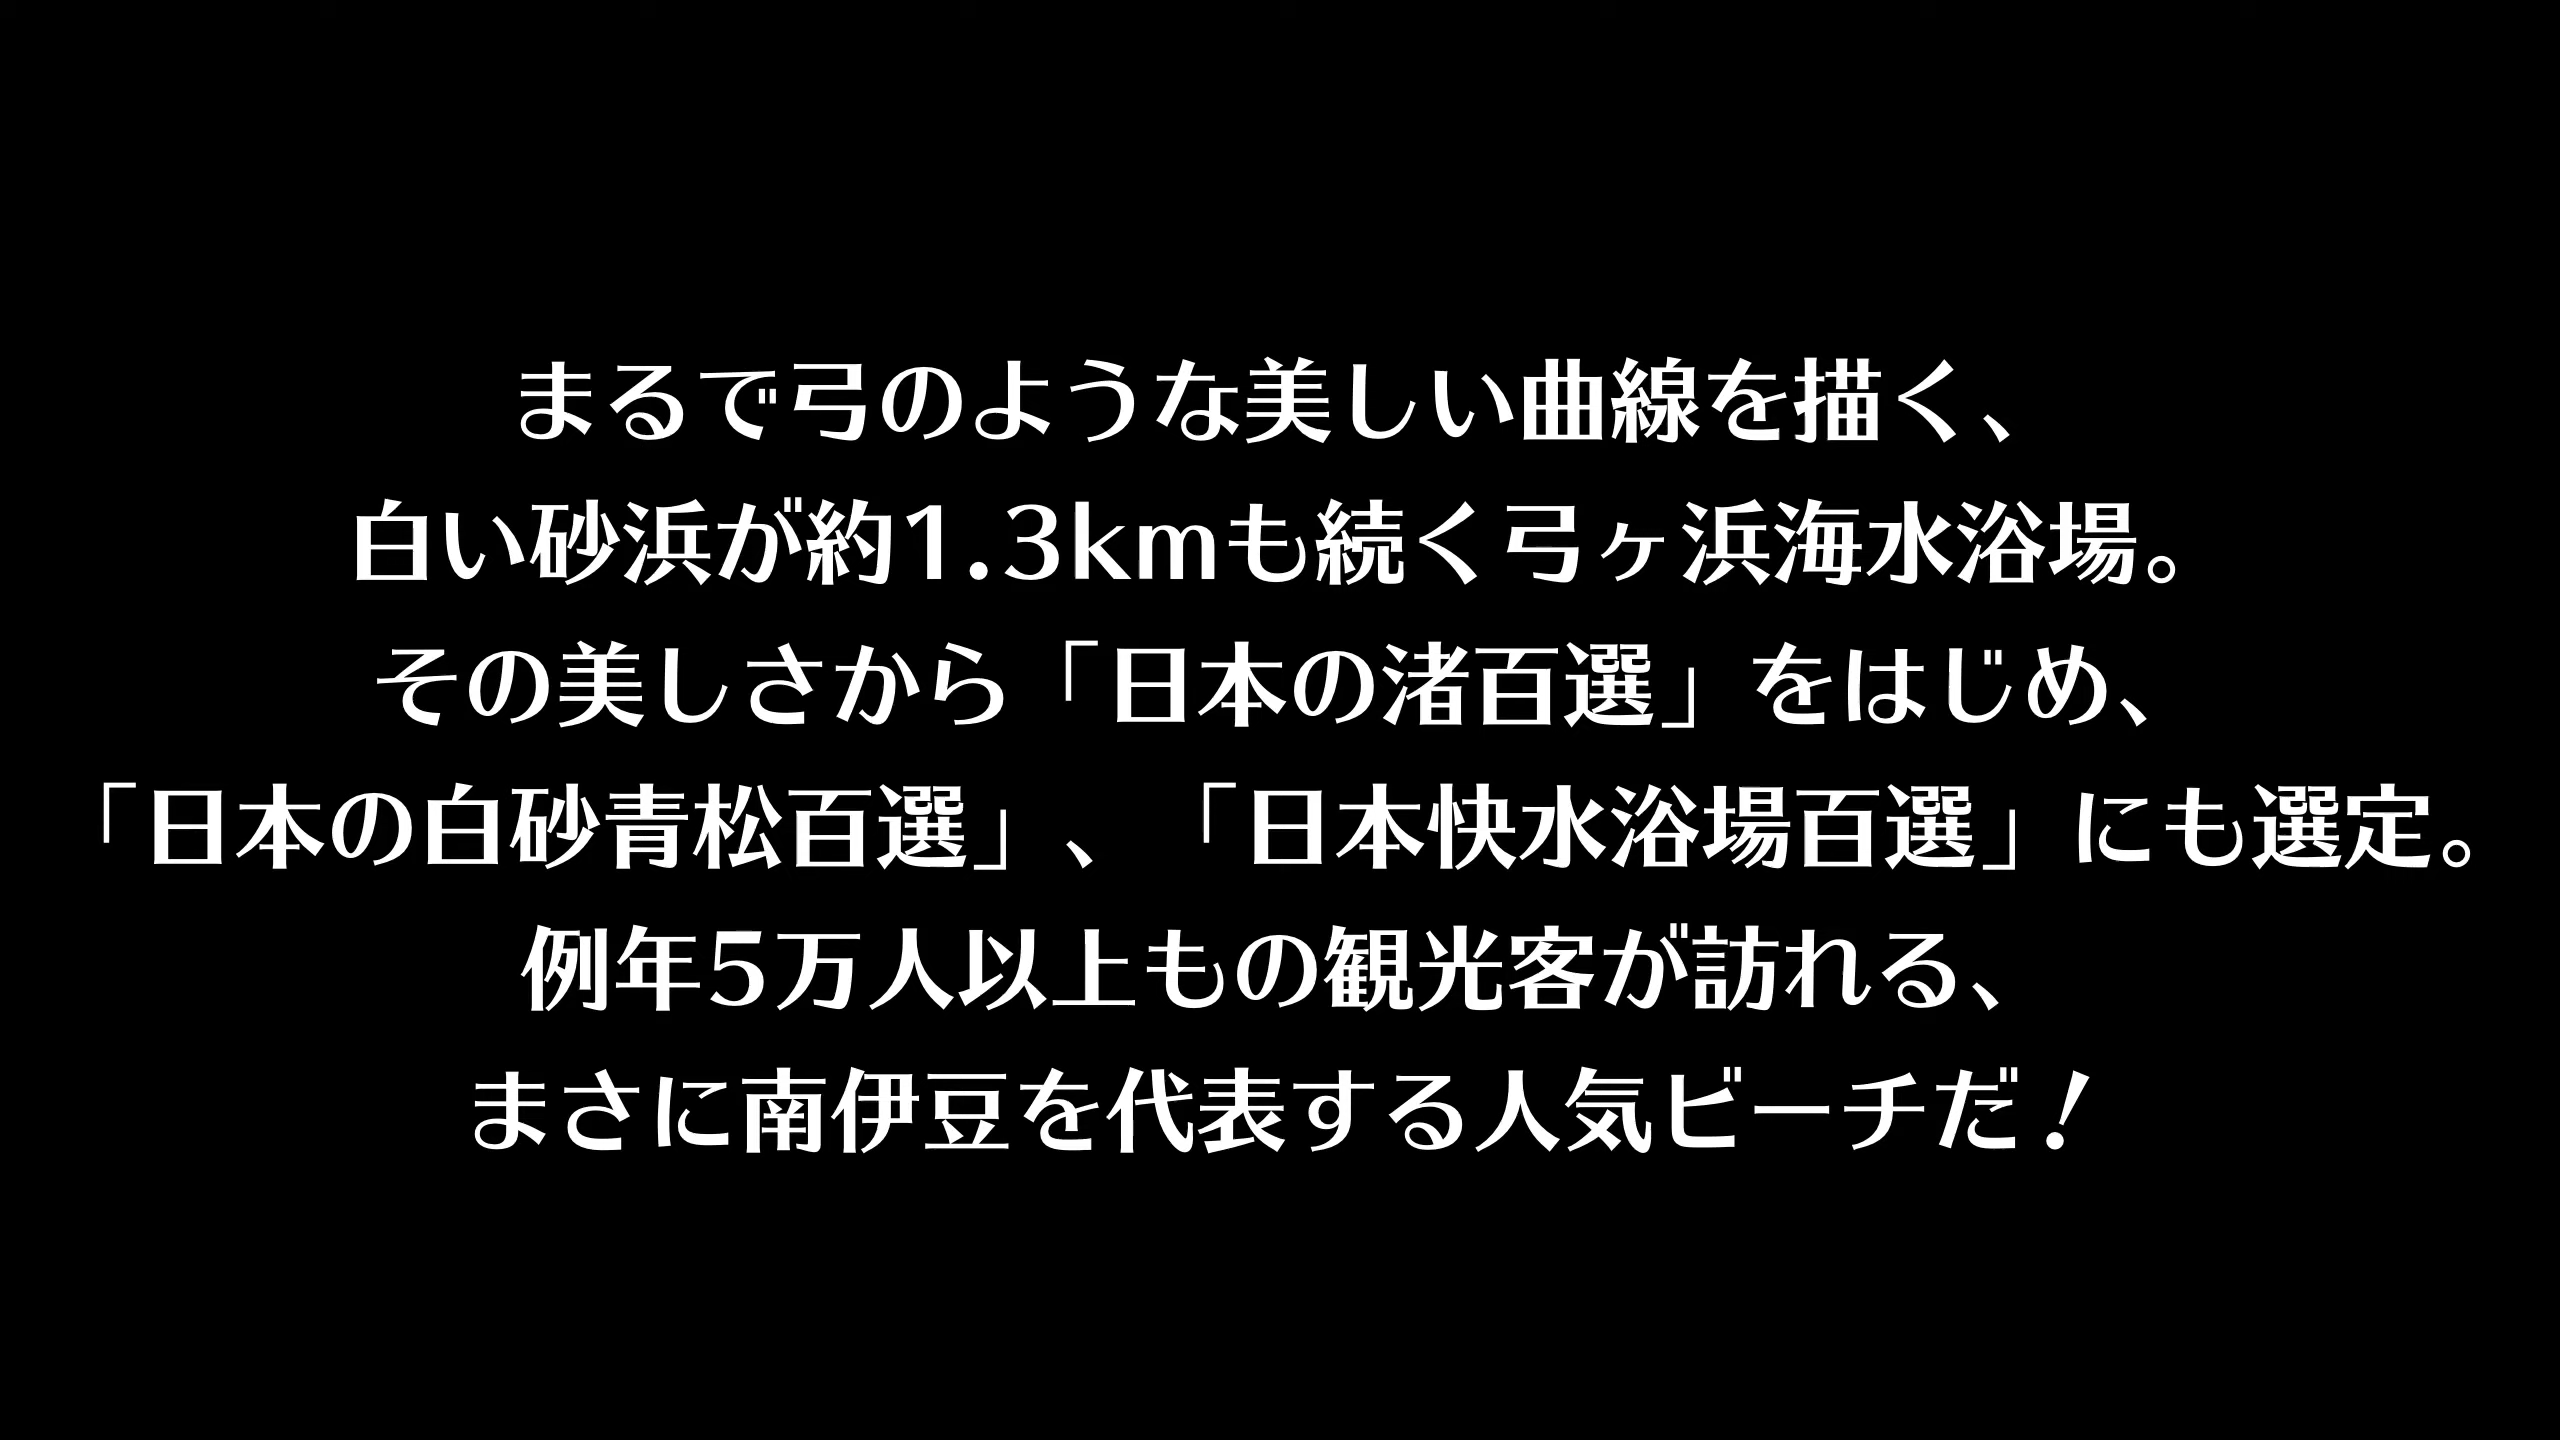 まるで弓のような美しい曲線を描く、
白い砂浜が約1.3kmも続く弓ヶ浜海水浴場。
その美しさから「日本の渚百選」をはじめ、
「日本の白砂青松百選」、「日本快水浴場百選」にも選定。
例年5万人以上もの観光客が訪れる、
まさに南伊豆を代表する人気ビーチだ！